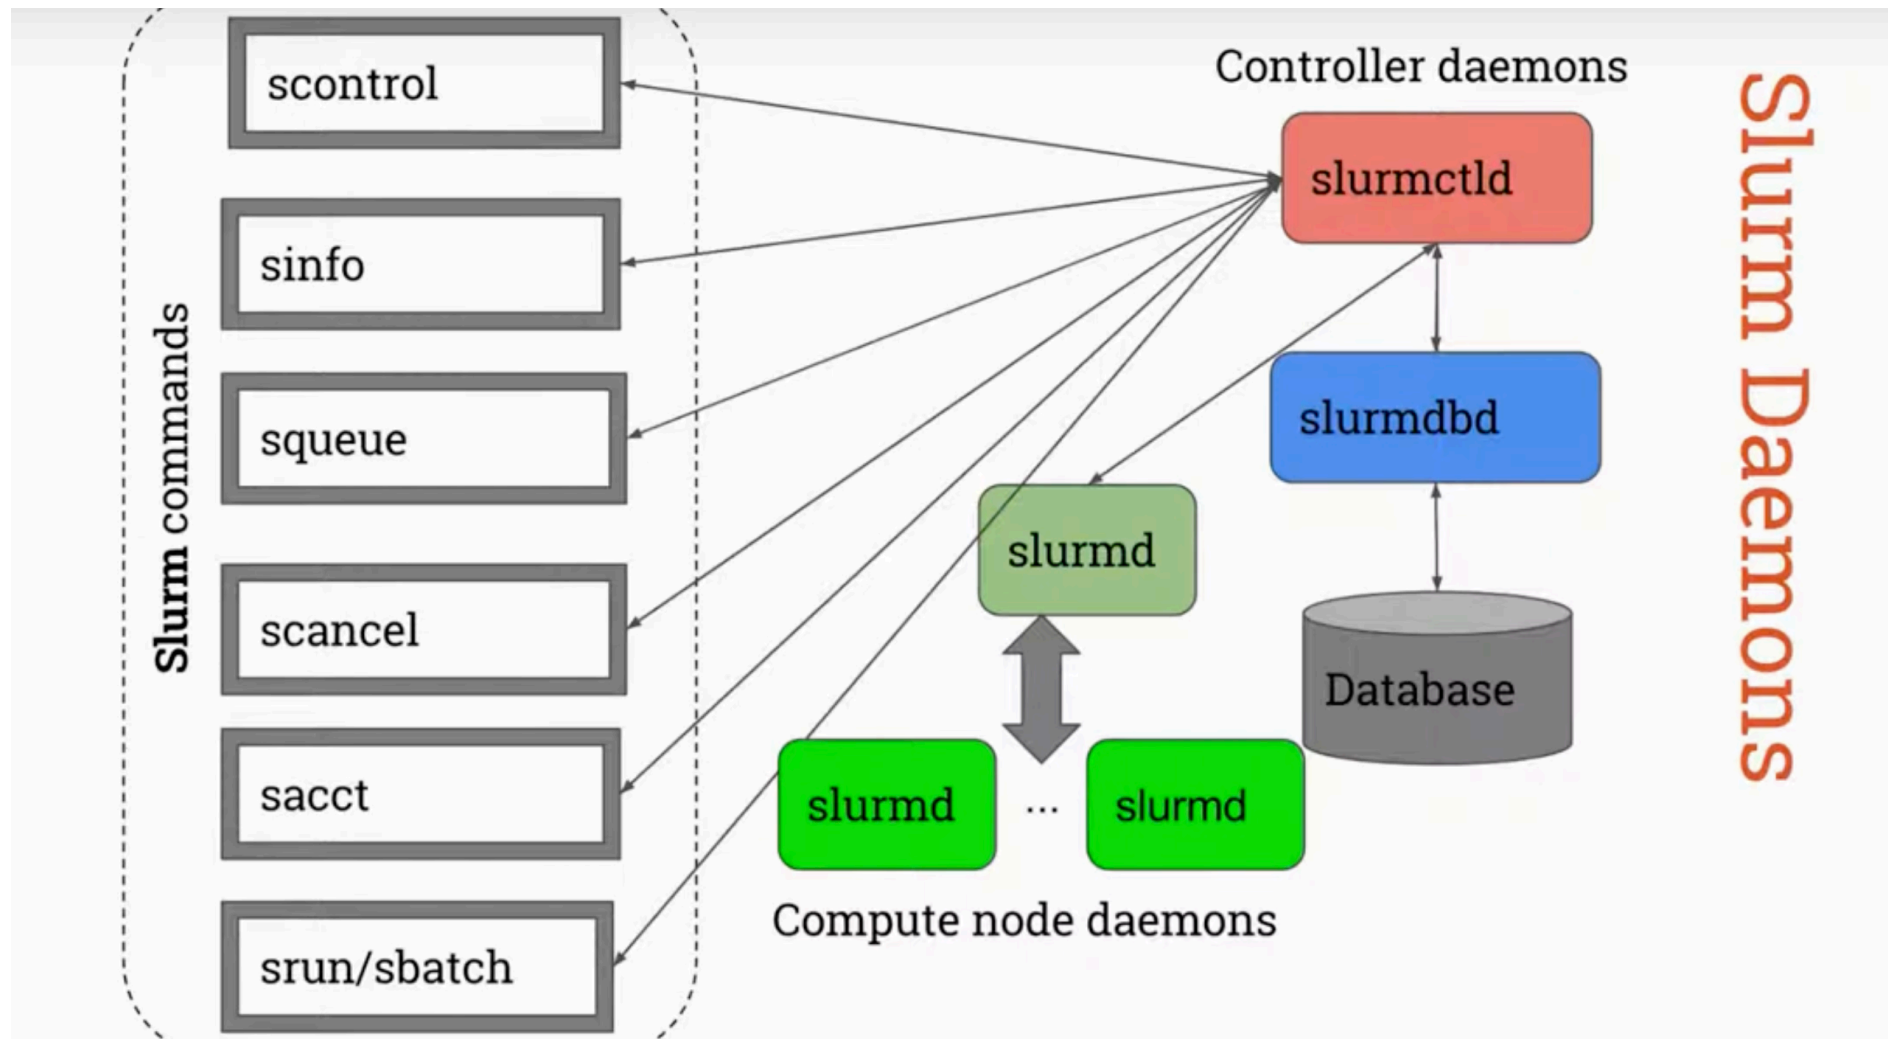 Slurm commands
scontrol
sinfo
squeue
scancel
sacct
srun/sbatch
Controller daemons
slurmctld
slurmdbd
Database
slurmd
slurmd
...
slurmd
Compute node daemons
Slurm Daemons